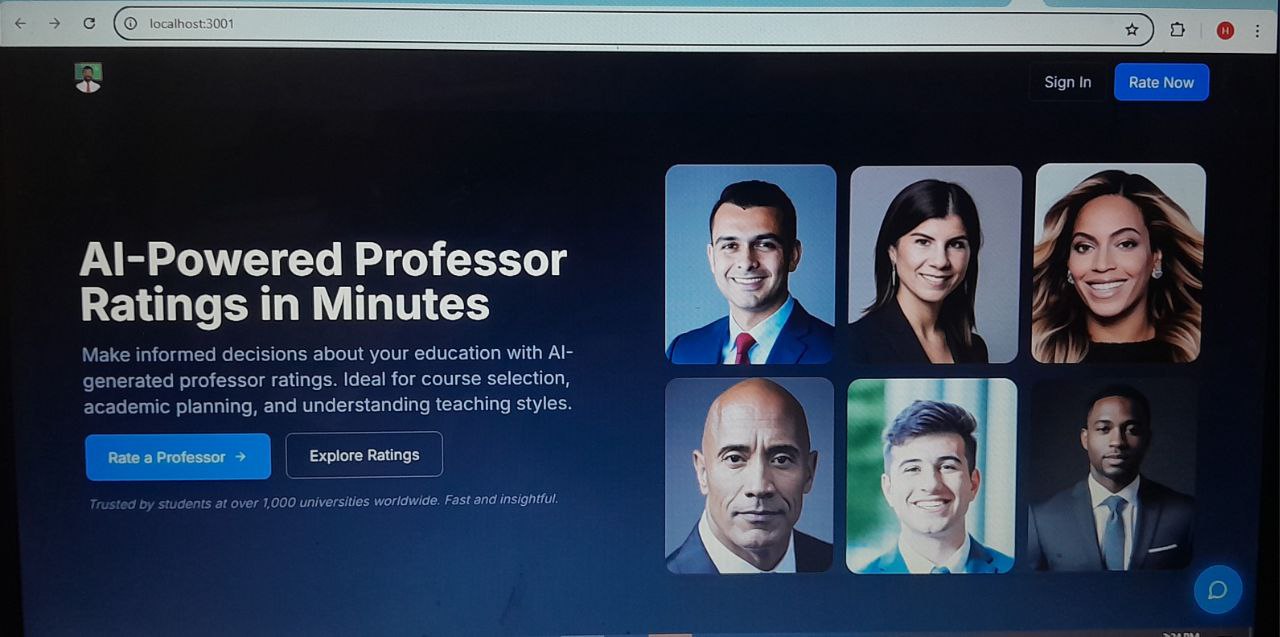 localhost:3001
H
Sign In
Rate Now
AI-Powered Professor
Ratings in Minutes
Make informed decisions about your education with AI-
generated professor ratings. Ideal for course selection,
academic planning, and understanding teaching styles.
Rate a Professor →
Explore Ratings
Trusted by students at over 1,000 universities worldwide. Fast and insightful.